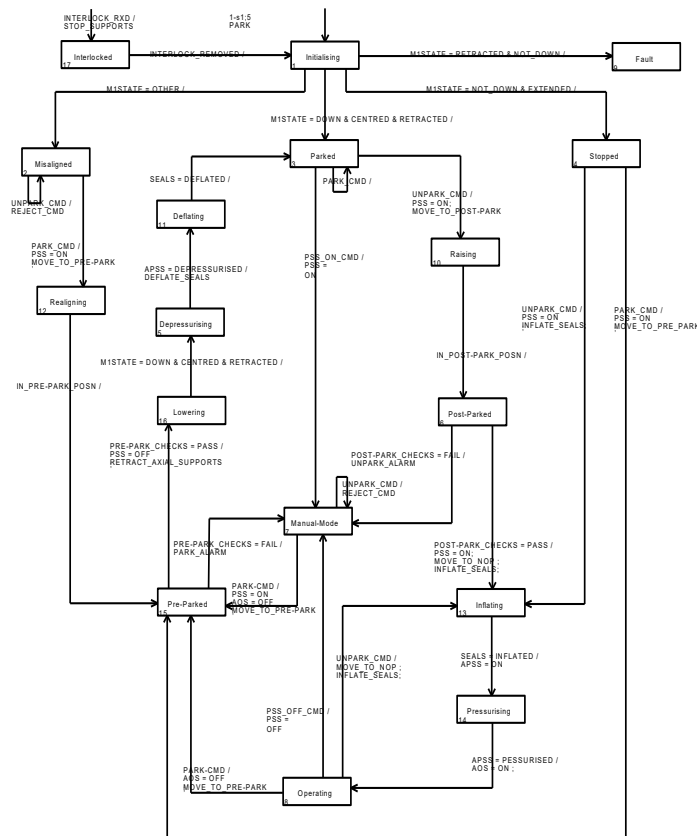 INTERLOCK_RXD /
STOP_SUPPORTS
1-s1;5
PARK
Interlocked
17
INTERLOCK_REMOVED /
Initialising
1
M1STATE = RETRACTED & NOT_DOWN /
Fault
9
M1STATE = OTHER /
M1STATE = NOT_DOWN & EXTENDED /
M1STATE = DOWN & CENTRED & RETRACTED /
Misaligned
2
Parked
3
Stopped
4
SEALS = DEFLATED /
PARK_CMD /
UNPARK_CMD /
REJECT_CMD
UNPARK_CMD /
PSS = ON;
MOVE_TO_POST-PARK
Deflating
11
PARK_CMD /
PSS = ON
MOVE_TO_PRE-PARK
;
Raising
10
PSS_ON_CMD /
PSS =
ON
APSS = DEPRESSURISED /
DEFLATE_SEALS
Realigning
12
Depressurising
5
UNPARK_CMD /
PSS = ON
INFLATE_SEALS
;
PARK_CMD /
PSS = ON
MOVE_TO_PRE-PARK
;
M1STATE = DOWN & CENTRED & RETRACTED /
IN_POST-PARK_POSN /
IN_PRE-PARK_POSN /
Lowering
16
Post-Parked
6
PRE-PARK_CHECKS = PASS /
PSS = OFF
RETRACT_AXIAL_SUPPORTS
;
POST-PARK_CHECKS = FAIL /
UNPARK_ALARM
UNPARK_CMD /
REJECT_CMD
Manual-Mode
7
PRE-PARK_CHECKS = FAIL /
PARK_ALARM
POST-PARK_CHECKS = PASS /
PSS = ON;
MOVE_TO_NOP ;
INFLATE_SEALS;
PARK-CMD /
PSS = ON
AOS = OFF
MOVE_TO_PRE-PARK
Pre-Parked
15
Inflating
13
UNPARK_CMD /
MOVE_TO_NOP ;
INFLATE_SEALS;
SEALS = INFLATED /
APSS = ON
PSS_OFF_CMD /
PSS =
OFF
Pressurising
14
PARK-CMD /
AOS = OFF
MOVE_TO_PRE-PARK
APSS = PESSURISED /
AOS = ON ;
Operating
8